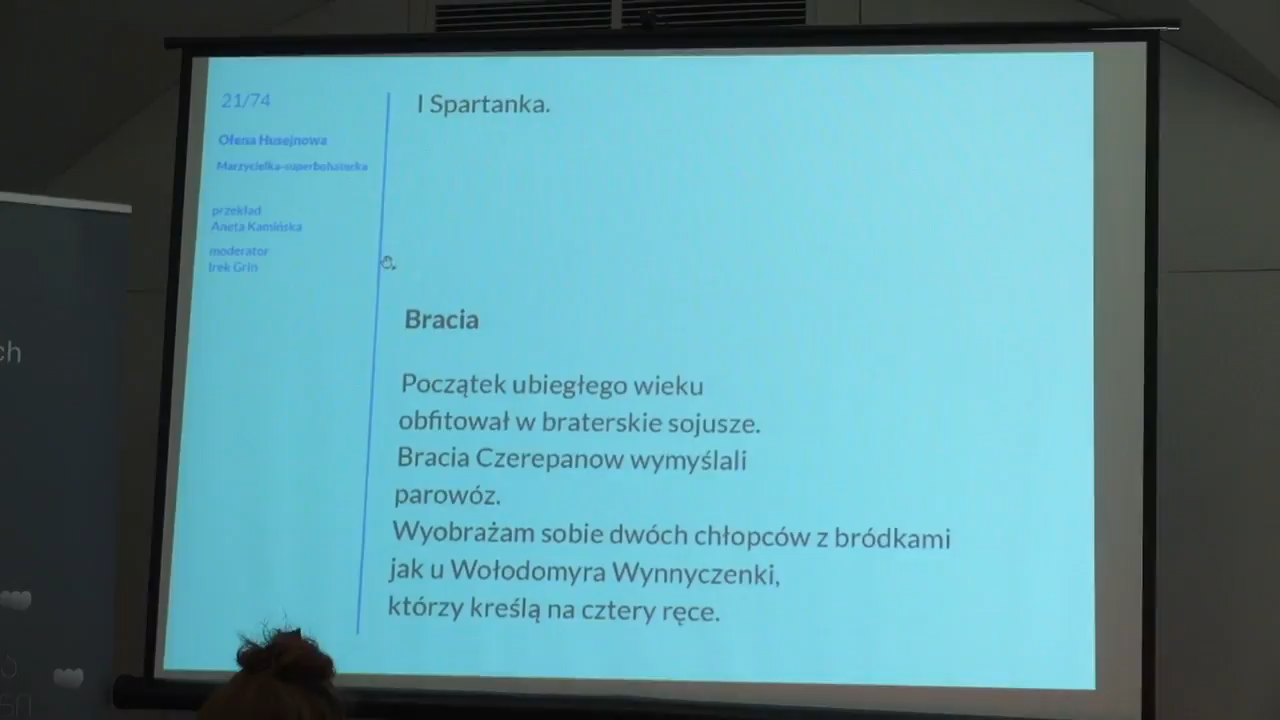 21/74
Ołena Husejnowa
Marzycielka-superbohaterka
przekład
Aneta Kamińska
moderator
Irek Grin
I Spartanka.
Bracia
Początek ubiegłego wieku
obfitował w braterskie sojusze.
Bracia Czerepanow wymyślali
parowóz.
Wyobrażam sobie dwóch chłopców z bródkami
jak u Wołodomyra Wynnyczenki,
którzy kreślą na cztery ręce.
ch